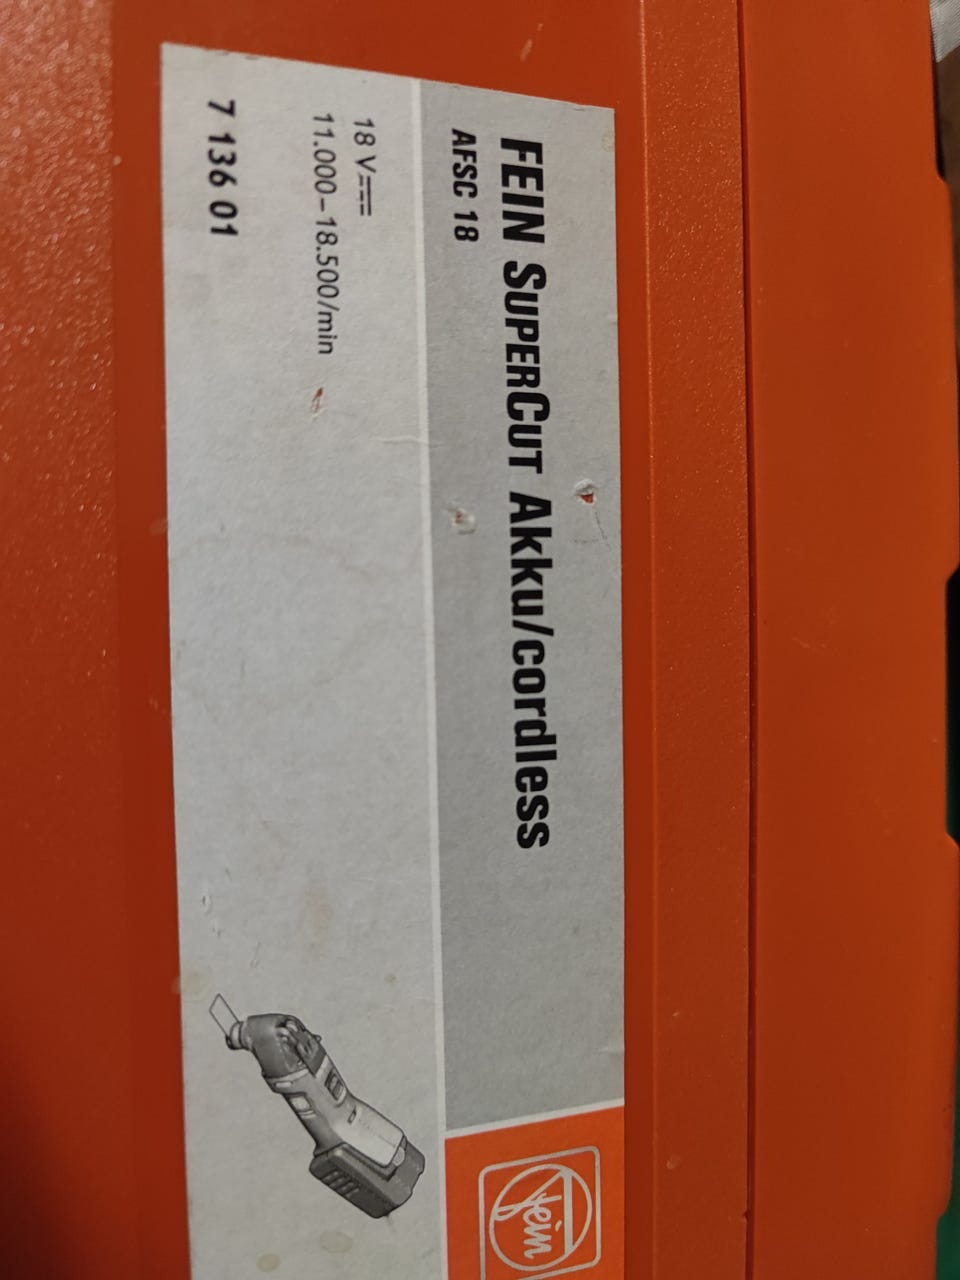 FEIN SUPERCUT Akku/cordless
AFSC 18
Fein
18 V
11.000–18.500/min
7 136 01